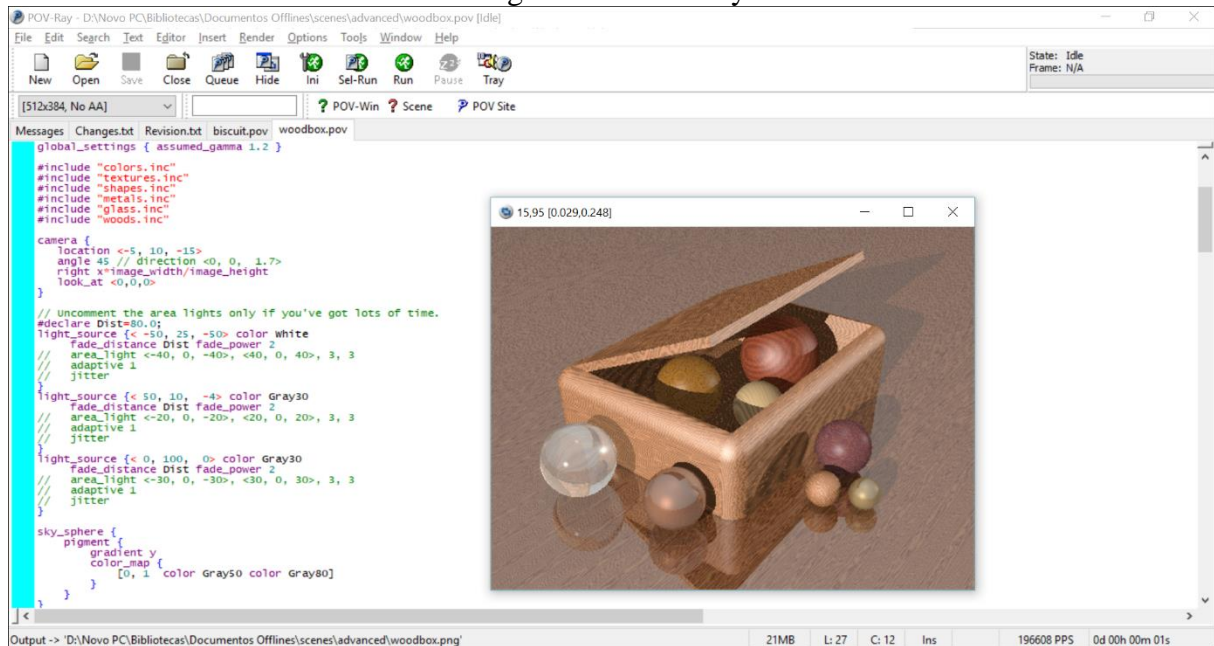 POV-Ray - D:\Novo PC\Bibliotecas\Documentos Offlines\scenes\advanced\woodbox.pov [Idle]
File Edit Search Text Editor Insert Render Options Tools Window Help
New Open Save Close Queue Hide Ini Sel-Run Run Pause Tray
State: Idle
Frame: N/A
[512x384, No AA] ? POV-Win ? Scene POV Site
Messages Changes.txt Revision.txt biscuit.pov woodbox.pov
global_settings { assumed_gamma 1.2 }
#include "colors.inc"
#include "textures.inc"
#include "shapes.inc"
#include "metals.inc"
#include "glass.inc"
#include "woods.inc"
camera {
location <-5, 10, -15>
angle 45 // direction <0, 0, 1.7>
right x*image_width/image_height
look_at <0,0,0>
}
// Uncomment the area lights only if you've got lots of time.
#declare Dist=80.0;
light_source {< -50, 25, -50> color White
fade_distance Dist fade_power 2
// area_light <-40, 0, -40>, <40, 0, 40>, 3, 3
// adaptive 1
// jitter
}
light_source {< 50, 10, -4> color Gray30
fade_distance Dist fade_power 2
// area_light <-20, 0, -20>, <20, 0, 20>, 3, 3
// adaptive 1
// jitter
}
light_source {< 0, 100, 0> color Gray30
fade_distance Dist fade_power 2
// area_light <-30, 0, -30>, <30, 0, 30>, 3, 3
// adaptive 1
// jitter
}
sky_sphere {
pigment {
gradient y
color_map {
[0, 1 color Gray50 color Gray80]
}
}
}
15,95 [0.029,0.248]
Output -> 'D:\Novo PC\Bibliotecas\Documentos Offlines\scenes\advanced\woodbox.png' 21MB L: 27 C: 12 Ins 196608 PPS 0d 00h 00m 01s